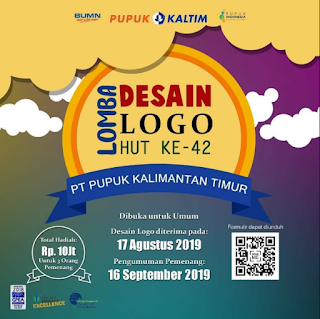 BUMN
PUPUK KALTIM
PUPUK
INDONESIA
LOMBA
DESAIN
LOGO
HUT KE-42
PT PUPUK KALIMANTAN TIMUR
Dibuka untuk Umum
Desain Logo diterima pada:
17 Agustus 2019
Pengumuman Pemenang:
16 September 2019
Total Hadiah:
Rp. 10Jt
Untuk 3 Orang
Pemenang
Formulir dapat diunduh
EXCELLENCE